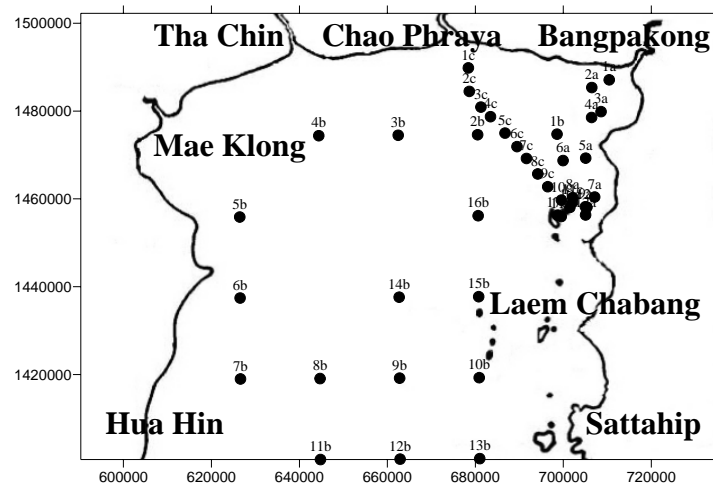 1500000
Tha Chin
Chao Phraya
Bangpakong
1c
1a
2c
2a
1480000
3c
3a
4c
4a
4b
3b
2b
5c
1b
Mae Klong
6c
7c
6a
5a
8c
9c
8a
7a
1460000
5b
16b
1440000
6b
14b
15b
Laem Chabang
1420000
7b
8b
9b
10b
Hua Hin
Sattahip
11b
12b
13b
600000
620000
640000
660000
680000
700000
720000